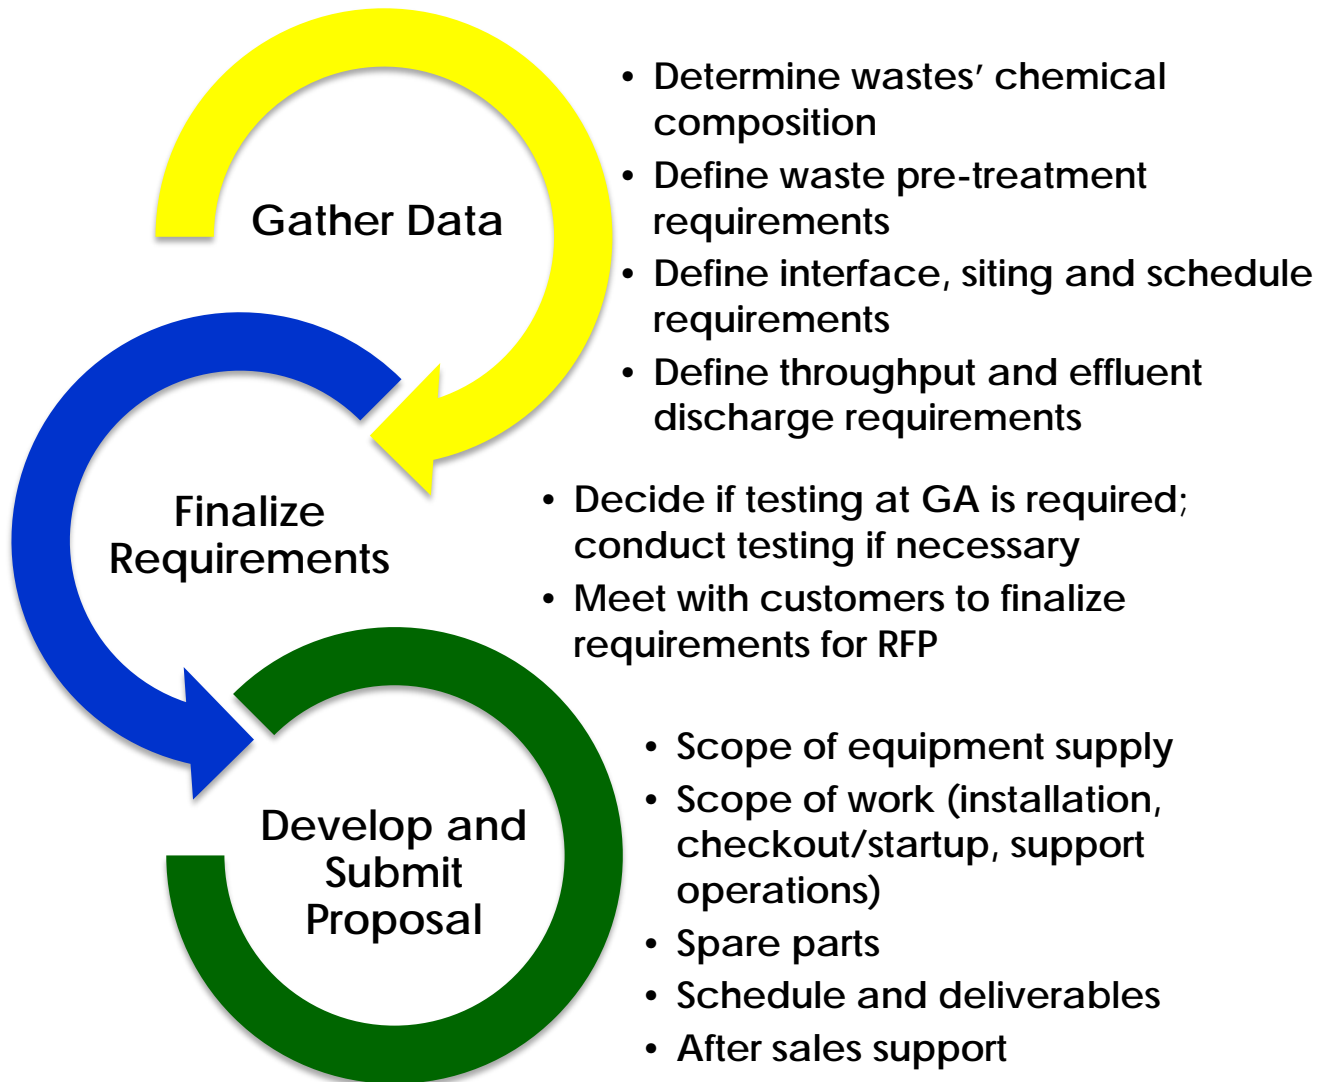 Gather Data
• Determine wastes’ chemical
composition
• Define waste pre-treatment
requirements
• Define interface, siting and schedule
requirements
• Define throughput and effluent
discharge requirements
Finalize
Requirements
• Decide if testing at GA is required;
conduct testing if necessary
• Meet with customers to finalize
requirements for RFP
Develop and
Submit
Proposal
• Scope of equipment supply
• Scope of work (installation,
checkout/startup, support
operations)
• Spare parts
• Schedule and deliverables
• After sales support